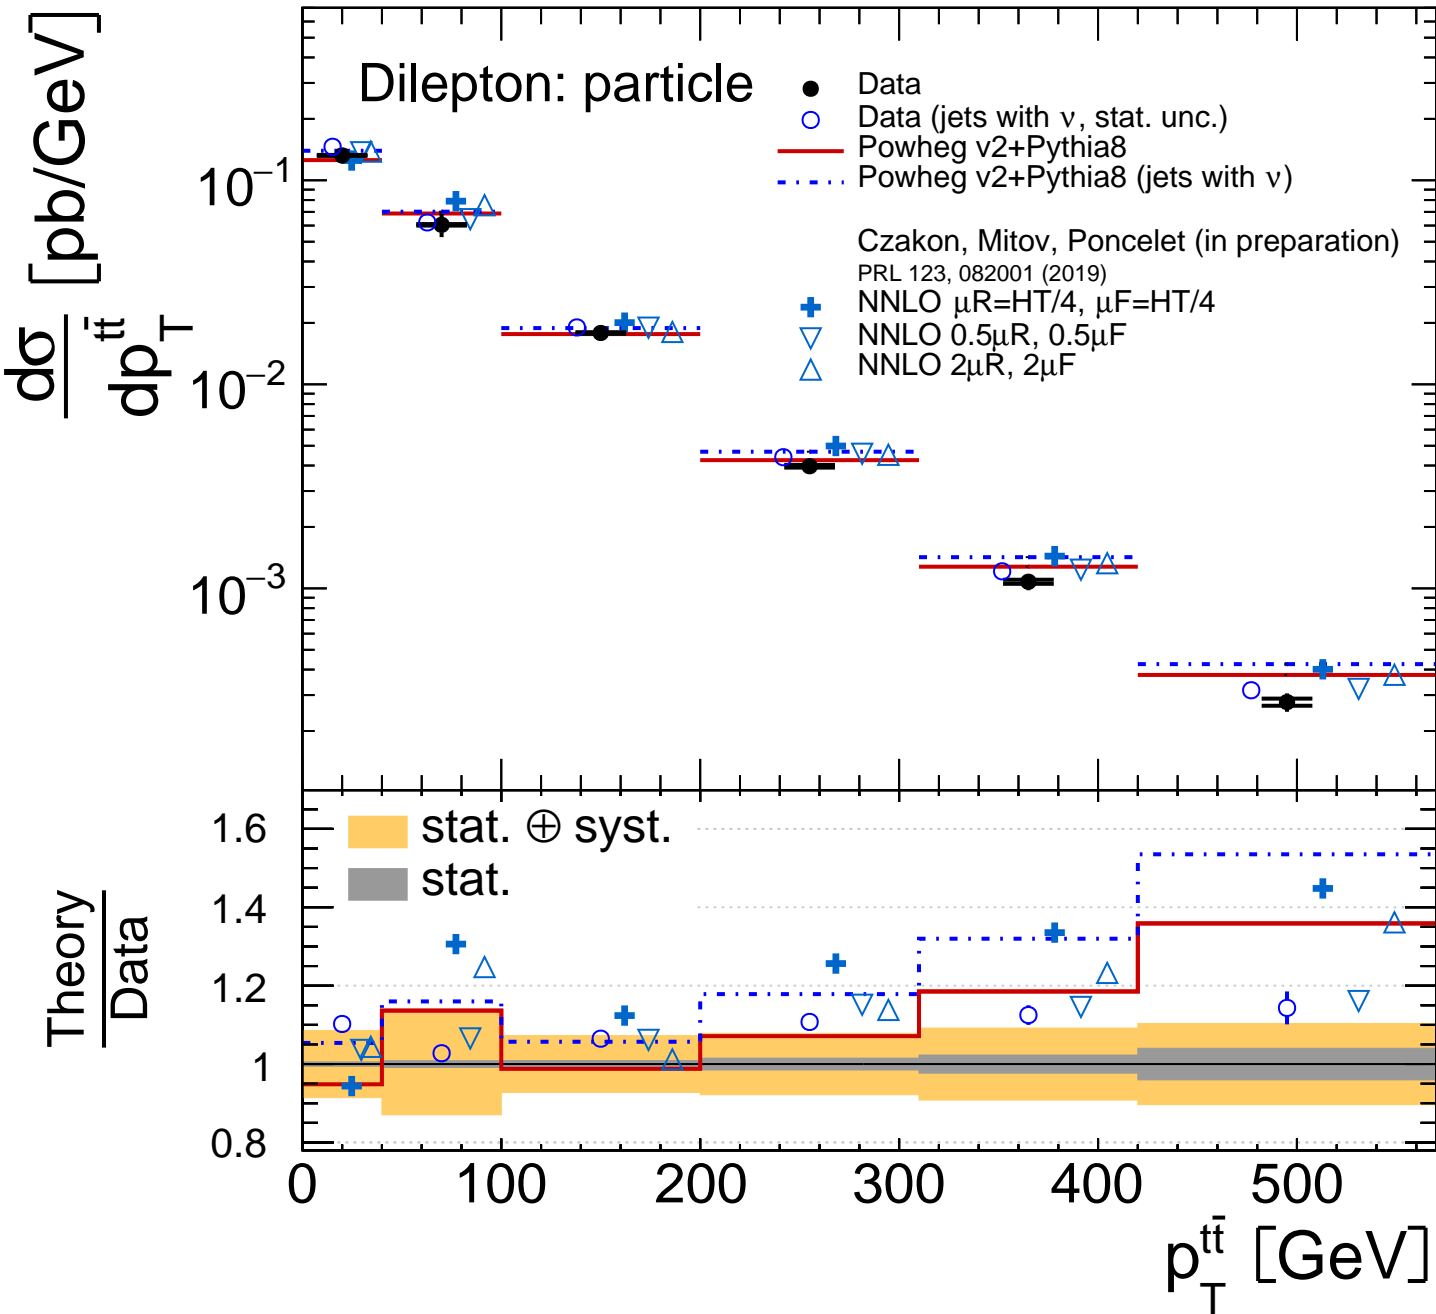 dσ
dp_T^{tt̄} [pb/GeV]
10⁻¹
10⁻²
10⁻³
Dilepton: particle
Data
Data (jets with ν, stat. unc.)
Powheg v2+Pythia8
Powheg v2+Pythia8 (jets with ν)
Czakon, Mitov, Poncelet (in preparation)
PRL 123, 082001 (2019)
NNLO μR=HT/4, μF=HT/4
NNLO 0.5μR, 0.5μF
NNLO 2μR, 2μF
Theory
Data
1.6
1.4
1.2
1
0.8
stat. ⊕ syst.
stat.
0 100 200 300 400 500
p_T^{tt̄} [GeV]